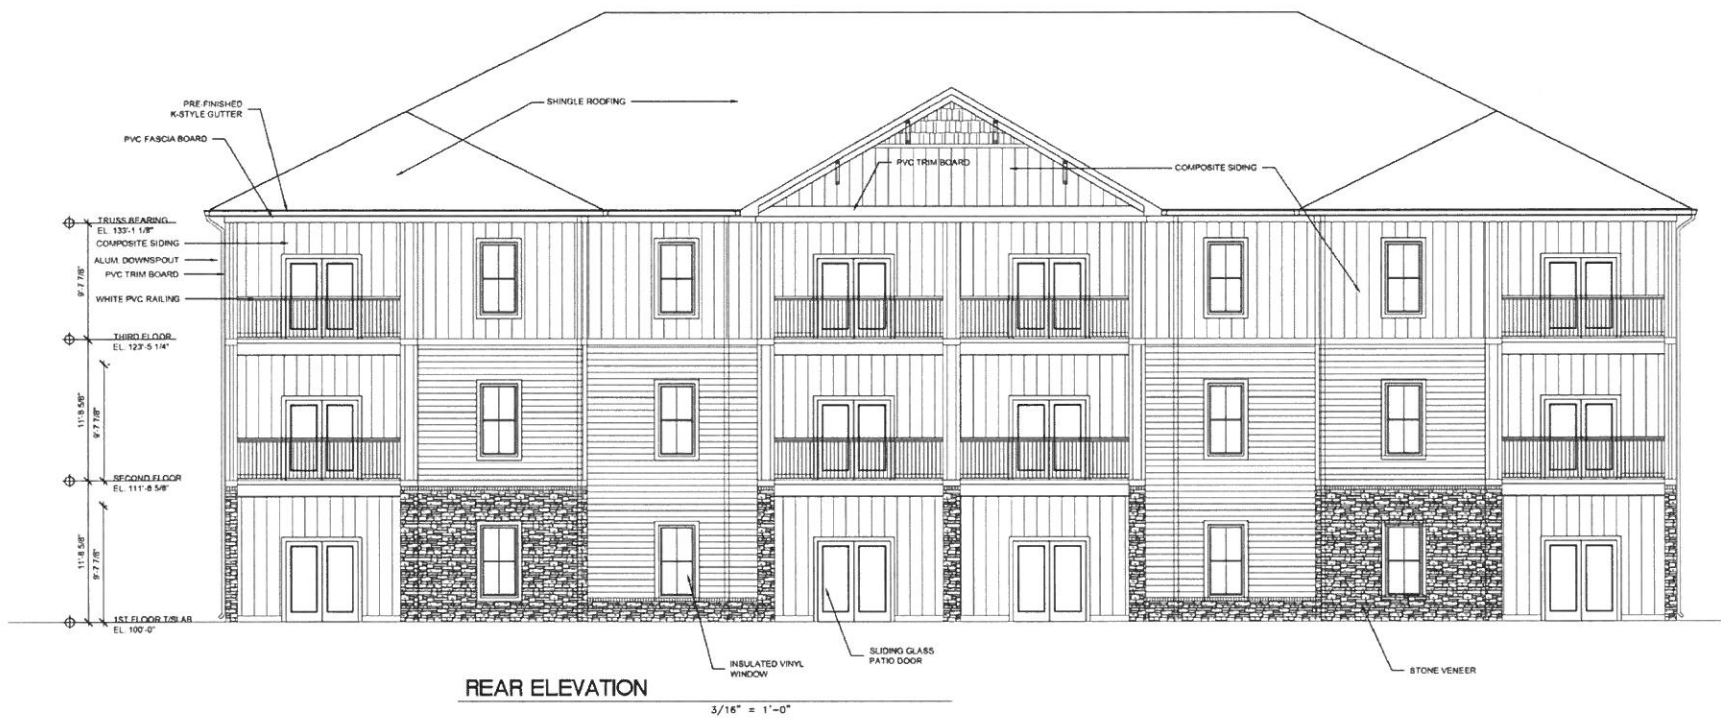 SHINGLE ROOFING
PRE-FINISHED
K-STYLE GUTTER
PVC FASCIA BOARD
PVC TRIM BOARD
COMPOSITE SIDING
TRUSS BEARING
EL. 133'-1 1/8"
COMPOSITE SIDING
ALUM. DOWNSPOUT
PVC TRIM BOARD
9'-7 7/8"
WHITE PVC RAILING
THIRD FLOOR
EL. 123'-5 1/4"
11'-8 5/8"
9'-7 7/8"
SECOND FLOOR
EL. 111'-8 5/8"
11'-8 5/8"
9'-7 7/8"
1ST FLOOR T/SLAB
EL. 100'-0"
INSULATED VINYL
WINDOW
SLIDING GLASS
PATIO DOOR
STONE VENEER
REAR ELEVATION
3/16" = 1'-0"